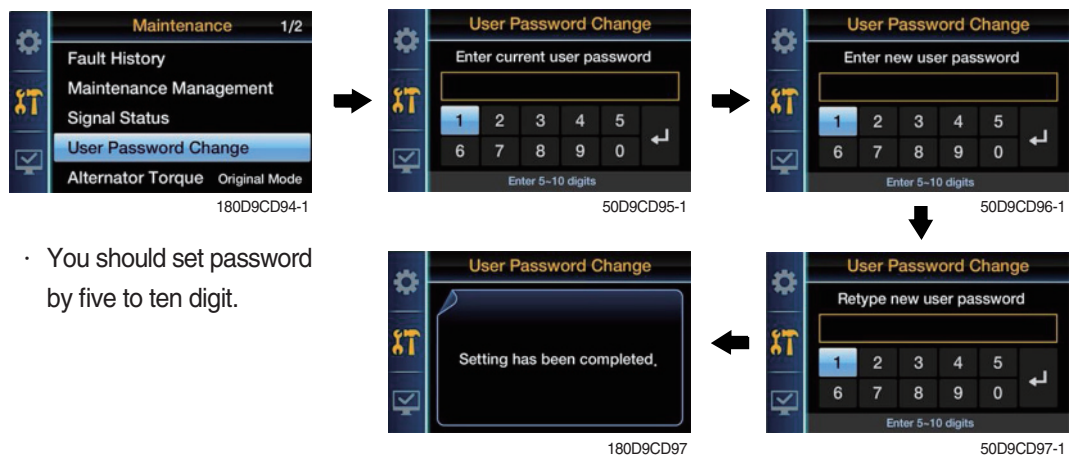 Maintenance 1/2
Fault History
Maintenance Management
Signal Status
User Password Change
Alternator Torque Original Mode
180D9CD94-1
User Password Change
Enter current user password
1 2 3 4 5
6 7 8 9 0
Enter 5~10 digits
50D9CD95-1
User Password Change
Enter new user password
1 2 3 4 5
6 7 8 9 0
Enter 5~10 digits
50D9CD96-1
User Password Change
Retype new user password
1 2 3 4 5
6 7 8 9 0
Enter 5~10 digits
50D9CD97-1
User Password Change
Setting has been completed.
180D9CD97
· You should set password
by five to ten digit.